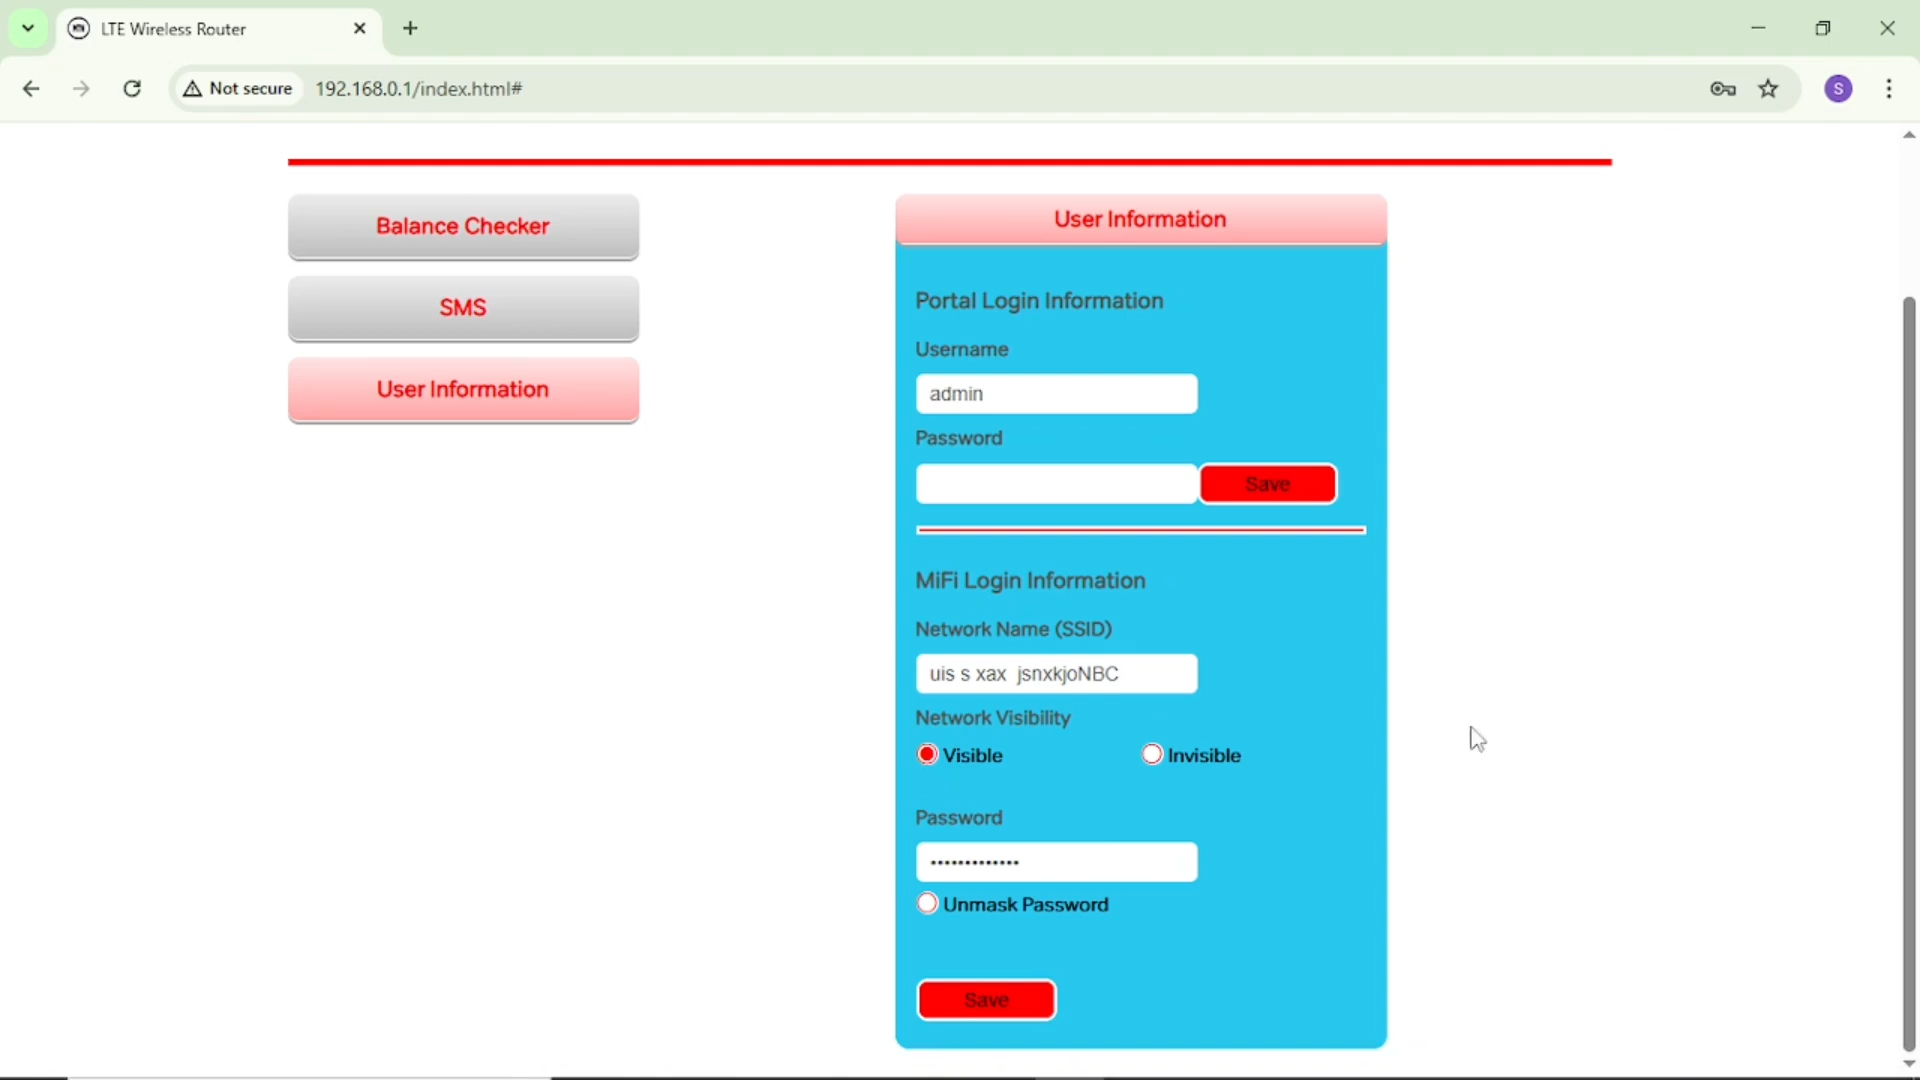 LTE Wireless Router
Not secure
192.168.0.1/index.html#
S
Balance Checker
SMS
User Information
User Information
Portal Login Information
Username
admin
Password
Save
MiFi Login Information
Network Name (SSID)
uis s xax  jsnxkjoNBC
Network Visibility
Visible
Invisible
Password
•••••••••••••
Unmask Password
Save